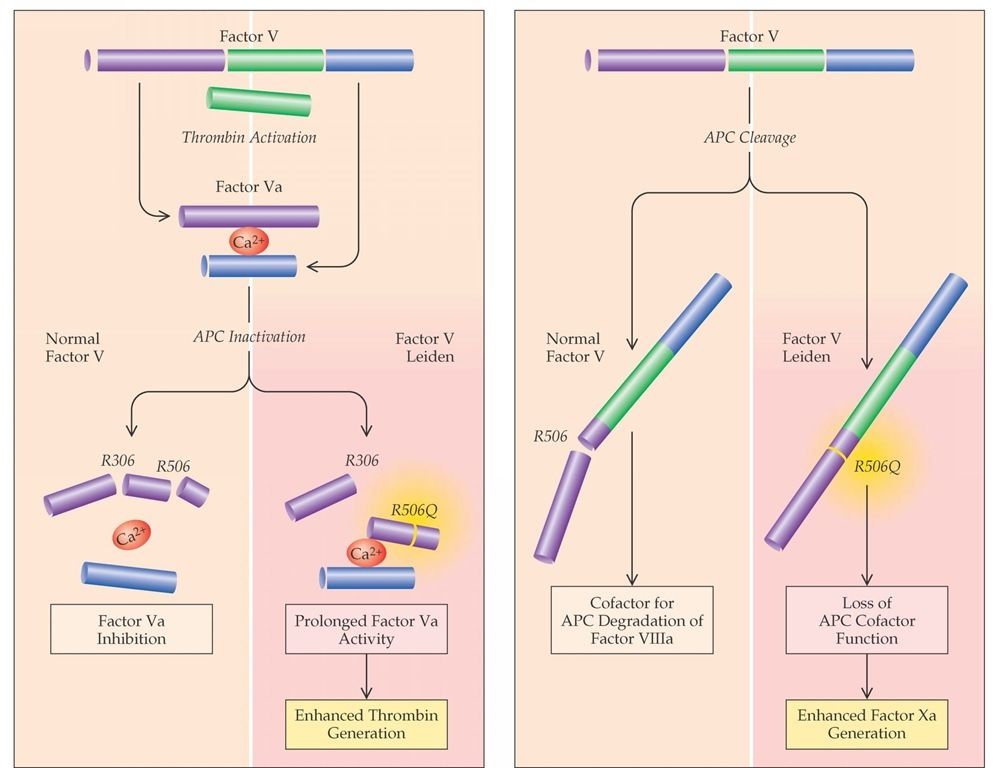 Factor V
Thrombin Activation
Factor Va
Ca2+
APC Inactivation
Normal
Factor V
Factor V
Leiden
R306
R506
Ca2+
Factor Va
Inhibition
R306
R506Q
Ca2+
Prolonged Factor Va
Activity
Enhanced Thrombin
Generation
Factor V
APC Cleavage
Normal
Factor V
R506
Cofactor for
APC Degradation of
Factor VIIIa
Factor V
Leiden
R506Q
Loss of
APC Cofactor
Function
Enhanced Factor Xa
Generation